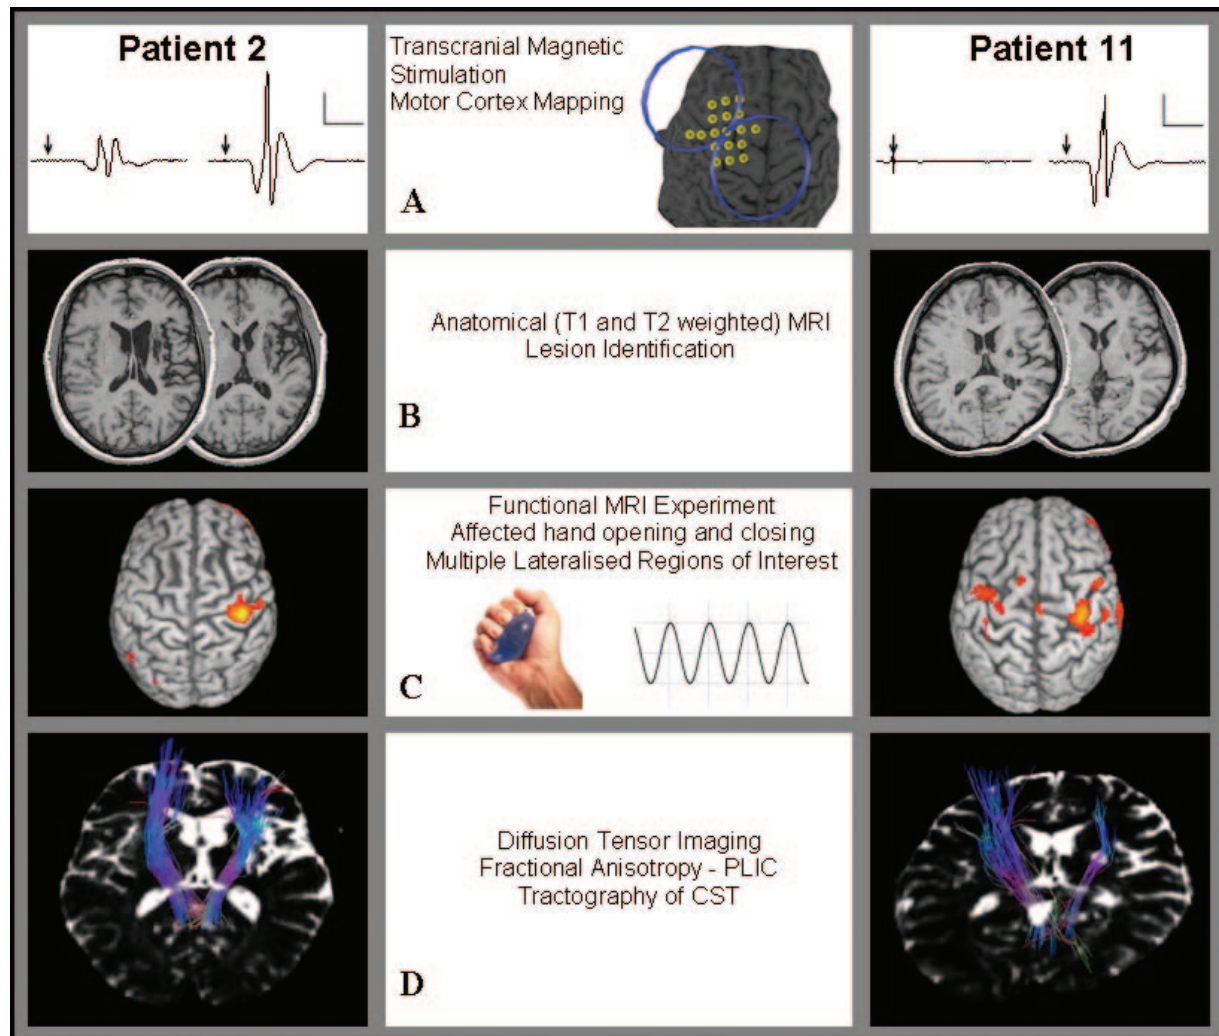 Patient 2
Transcranial Magnetic
Stimulation
Motor Cortex Mapping
A
Patient 11
Anatomical (T1 and T2 weighted) MRI
Lesion Identification
B
Functional MRI Experiment
Affected hand opening and closing
Multiple Lateralised Regions of Interest
C
Diffusion Tensor Imaging
Fractional Anisotropy - PLIC
Tractography of CST
D